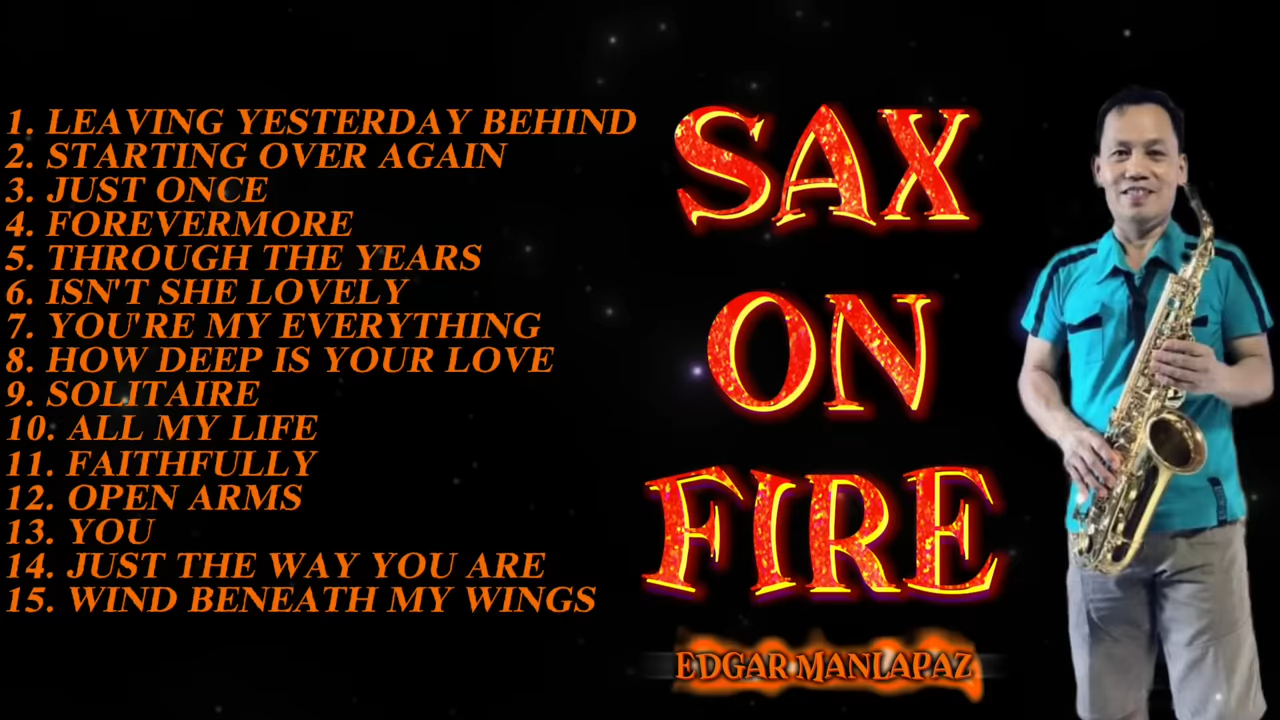 1. LEAVING YESTERDAY BEHIND
2. STARTING OVER AGAIN
3. JUST ONCE
4. FOREVERMORE
5. THROUGH THE YEARS
6. ISN'T SHE LOVELY
7. YOU'RE MY EVERYTHING
8. HOW DEEP IS YOUR LOVE
9. SOLITAIRE
10. ALL MY LIFE
11. FAITHFULLY
12. OPEN ARMS
13. YOU
14. JUST THE WAY YOU ARE
15. WIND BENEATH MY WINGS
SAX
ON
FIRE
EDGAR MANLAPAZ